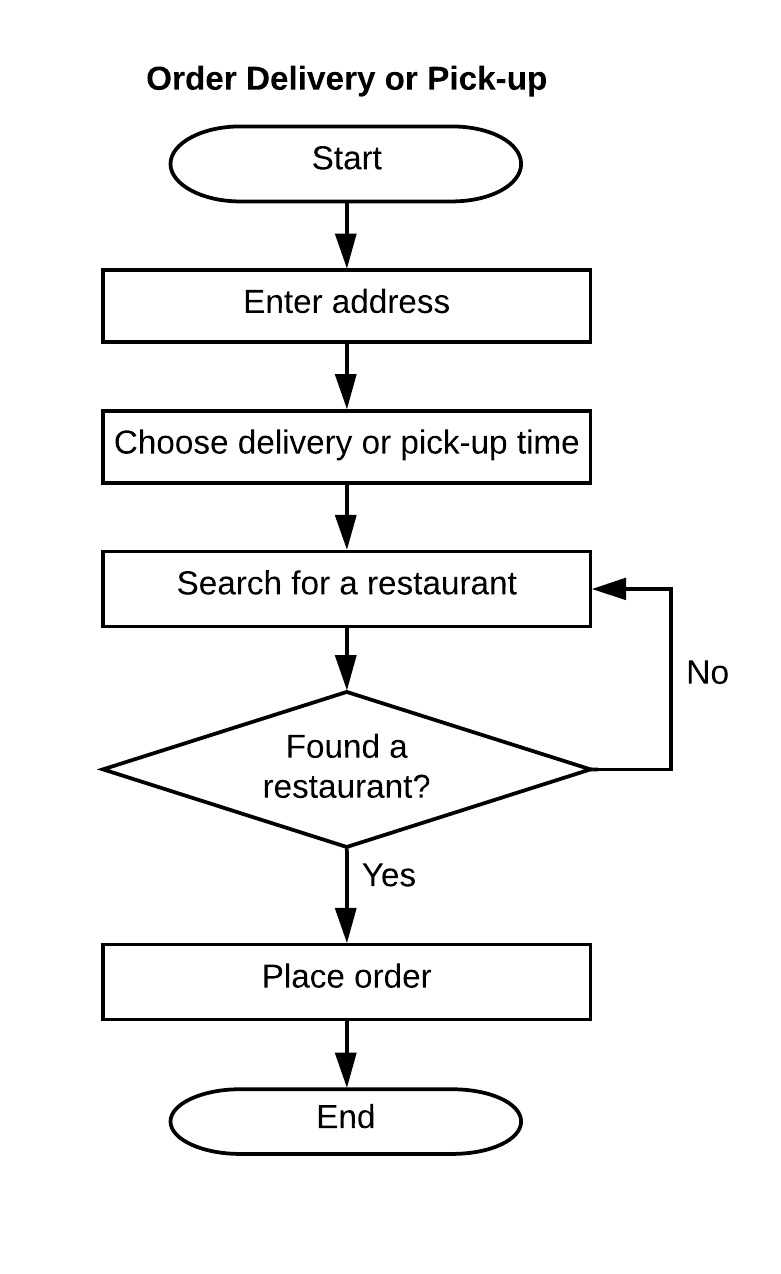 Order Delivery or Pick-up
Start
Enter address
Choose delivery or pick-up time
Search for a restaurant
No
Found a
restaurant?
Yes
Place order
End